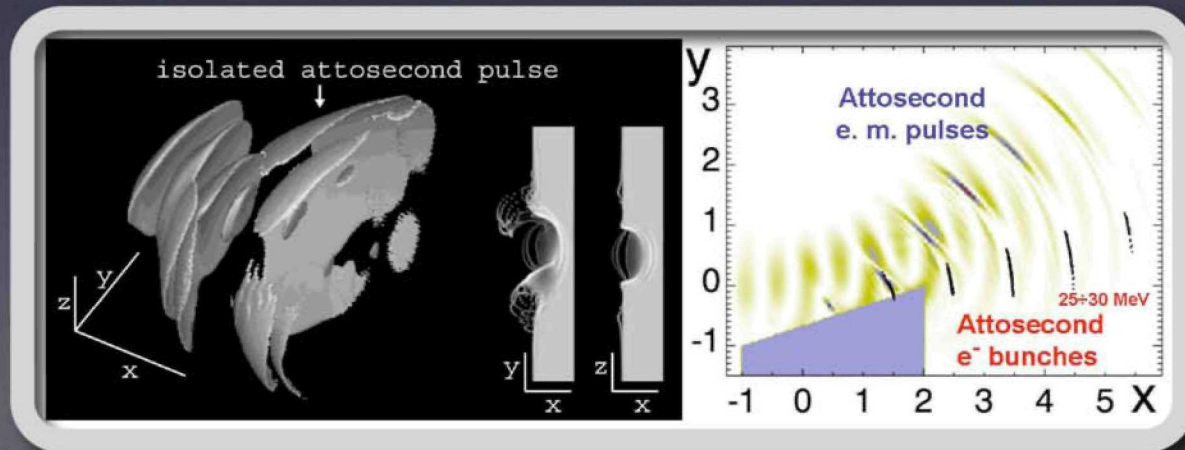 isolated attosecond pulse
z
y
x
y
x
z
x
y
3
2
1
0
-1
Attosecond
e. m. pulses
25÷30 MeV
Attosecond
e⁻ bunches
-1 0 1 2 3 4 5 x